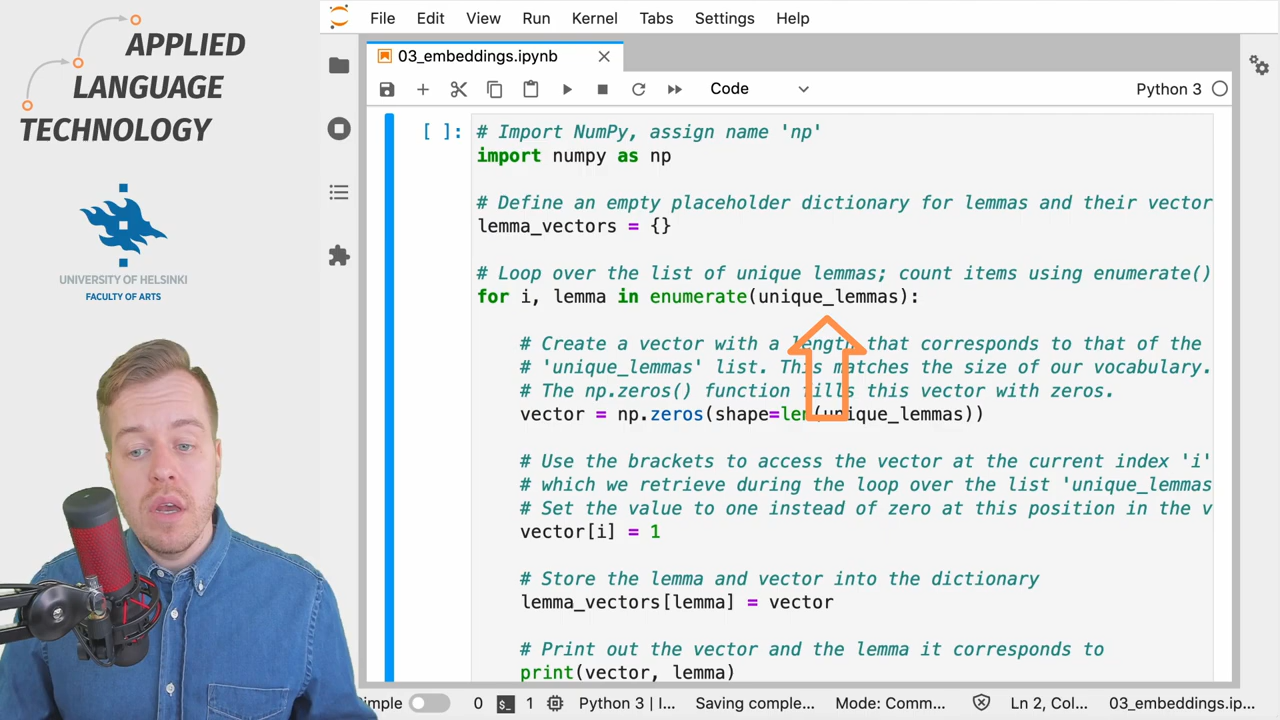 APPLIED
LANGUAGE
TECHNOLOGY
UNIVERSITY OF HELSINKI
FACULTY OF ARTS
File Edit View Run Kernel Tabs Settings Help
03_embeddings.ipynb
Code
Python 3
[ ]:
# Import NumPy, assign name 'np'
import numpy as np
# Define an empty placeholder dictionary for lemmas and their vector
lemma_vectors = {}
# Loop over the list of unique lemmas; count items using enumerate()
for i, lemma in enumerate(unique_lemmas):
# Create a vector with a length that corresponds to that of the
# 'unique_lemmas' list. This matches the size of our vocabulary.
# The np.zeros() function fills this vector with zeros.
vector = np.zeros(shape=len(unique_lemmas))
# Use the brackets to access the vector at the current index 'i'
# which we retrieve during the loop over the list 'unique_lemmas
# Set the value to one instead of zero at this position in the v
vector[i] = 1
# Store the lemma and vector into the dictionary
lemma_vectors[lemma] = vector
# Print out the vector and the lemma it corresponds to
print(vector, lemma)
imple 0 1 Python 3 | I... Saving comple... Mode: Comm... Ln 2, Col... 03_embeddings.ip...